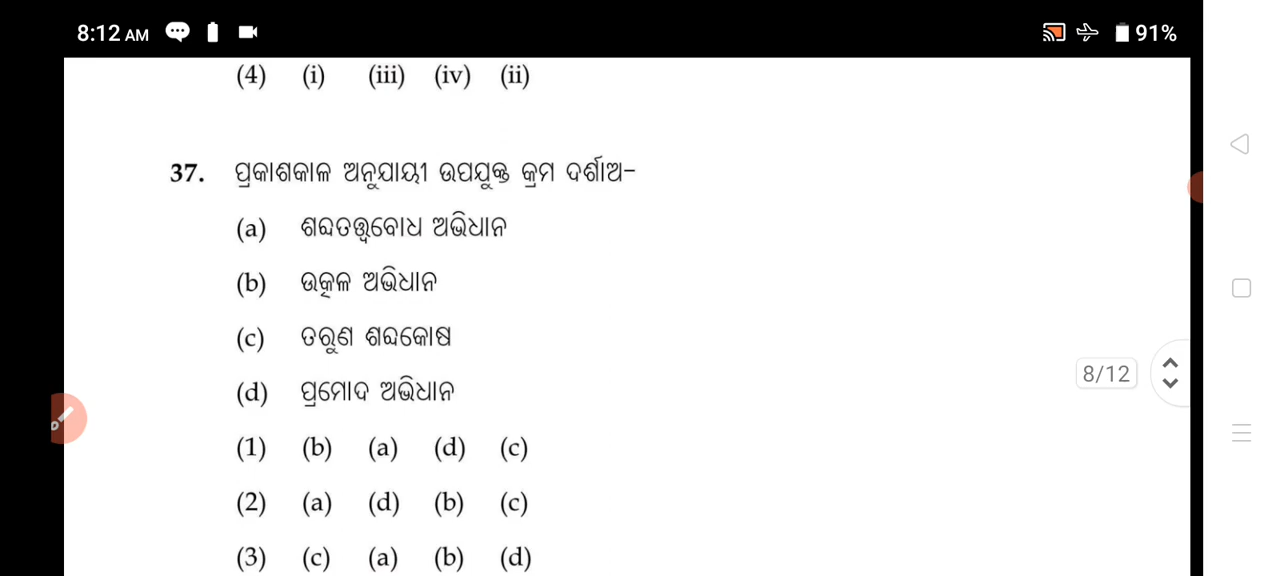 8:12 AM 91%
(4) (i) (iii) (iv) (ii)
37. ପ୍ରକାଶକାଳ ଅନୁଯାୟୀ ଉପଯୁକ୍ତ କ୍ରମ ଦର୍ଶାଅ-
(a) ଶବ୍ଦତତ୍ତ୍ୱବୋଧ ଅଭିଧାନ
(b) ଉତ୍କଳ ଅଭିଧାନ
(c) ତରୁଣ ଶବ୍ଦକୋଷ
8/12
(d) ପ୍ରମୋଦ ଅଭିଧାନ
(1) (b) (a) (d) (c)
(2) (a) (d) (b) (c)
(3) (c) (a) (b) (d)